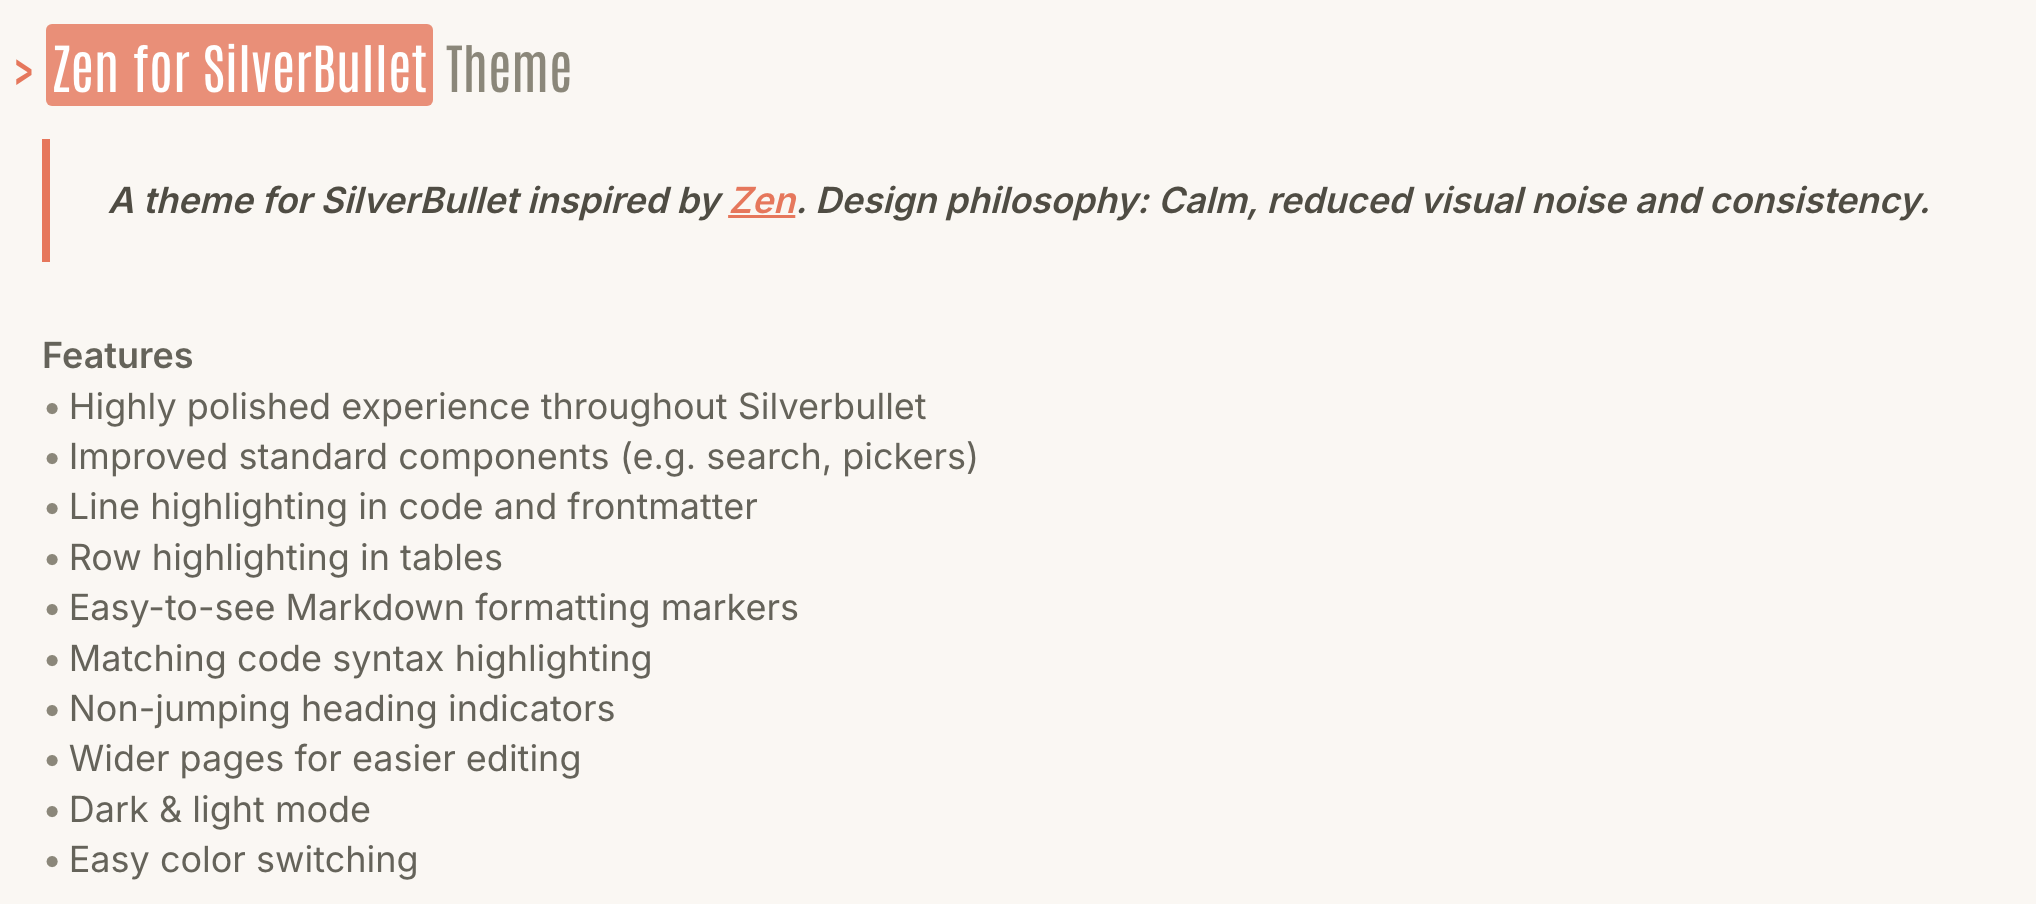 > Zen for SilverBullet Theme
A theme for SilverBullet inspired by Zen. Design philosophy: Calm, reduced visual noise and consistency.
Features
• Highly polished experience throughout Silverbullet
• Improved standard components (e.g. search, pickers)
• Line highlighting in code and frontmatter
• Row highlighting in tables
• Easy-to-see Markdown formatting markers
• Matching code syntax highlighting
• Non-jumping heading indicators
• Wider pages for easier editing
• Dark & light mode
• Easy color switching